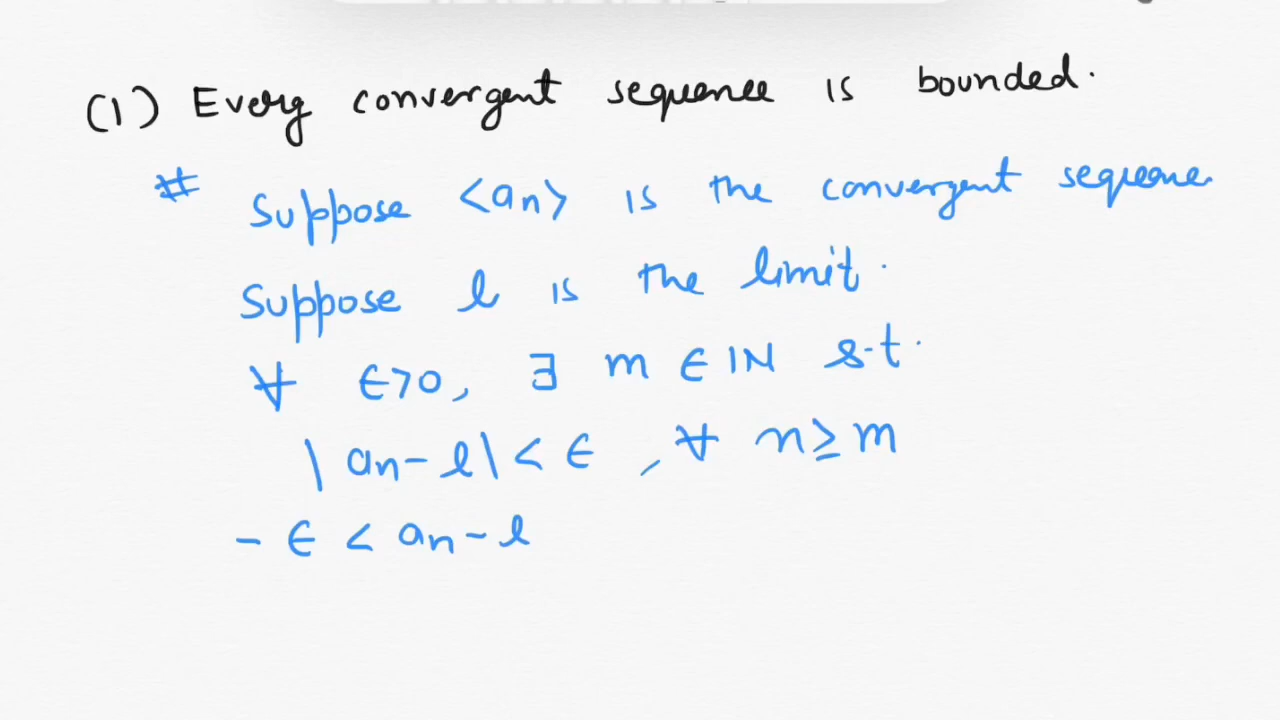 (1) Every convergent sequence is bounded.
# Suppose <an> is the convergent sequence
Suppose l is the limit.
∀ ∈>0, ∃ m ∈ IN s.t.
|an-l|<∈, ∀ n≥m
-∈ < an-l